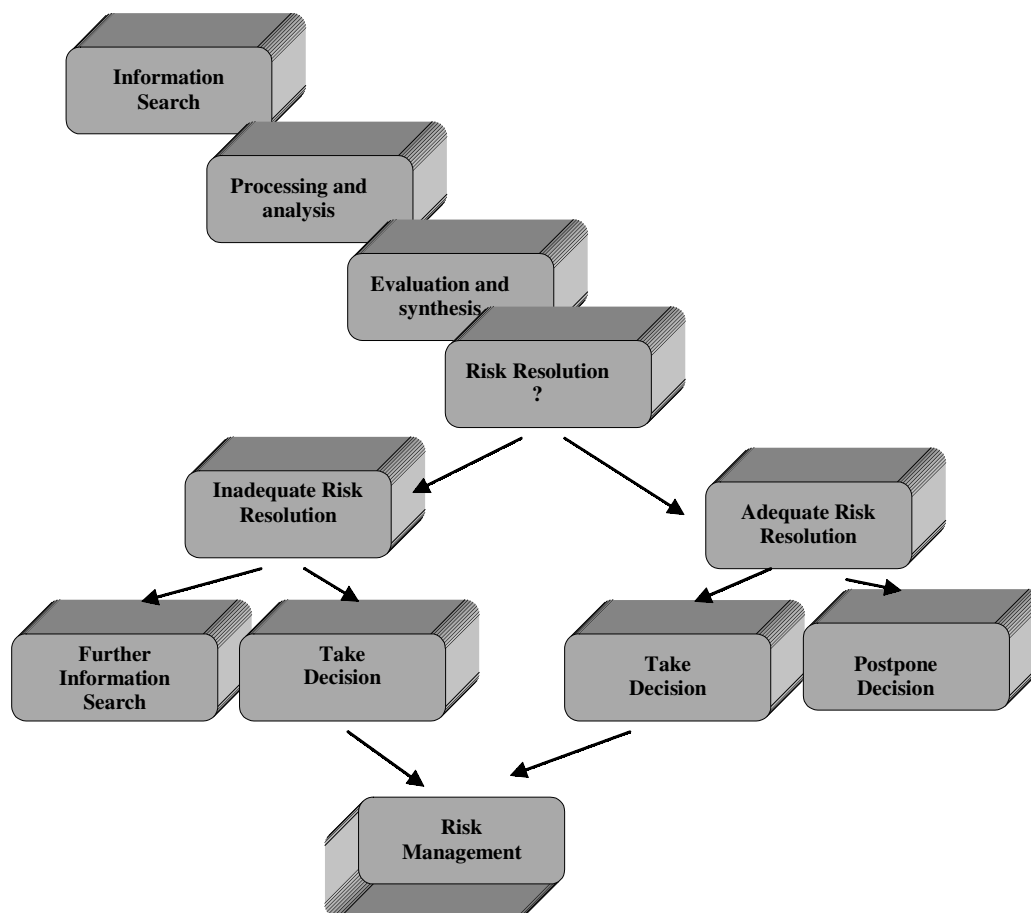 Information
Search
Processing and
analysis
Evaluation and
synthesis
Risk Resolution
?
Inadequate Risk
Resolution
Adequate Risk
Resolution
Further
Information
Search
Take
Decision
Take
Decision
Postpone
Decision
Risk
Management